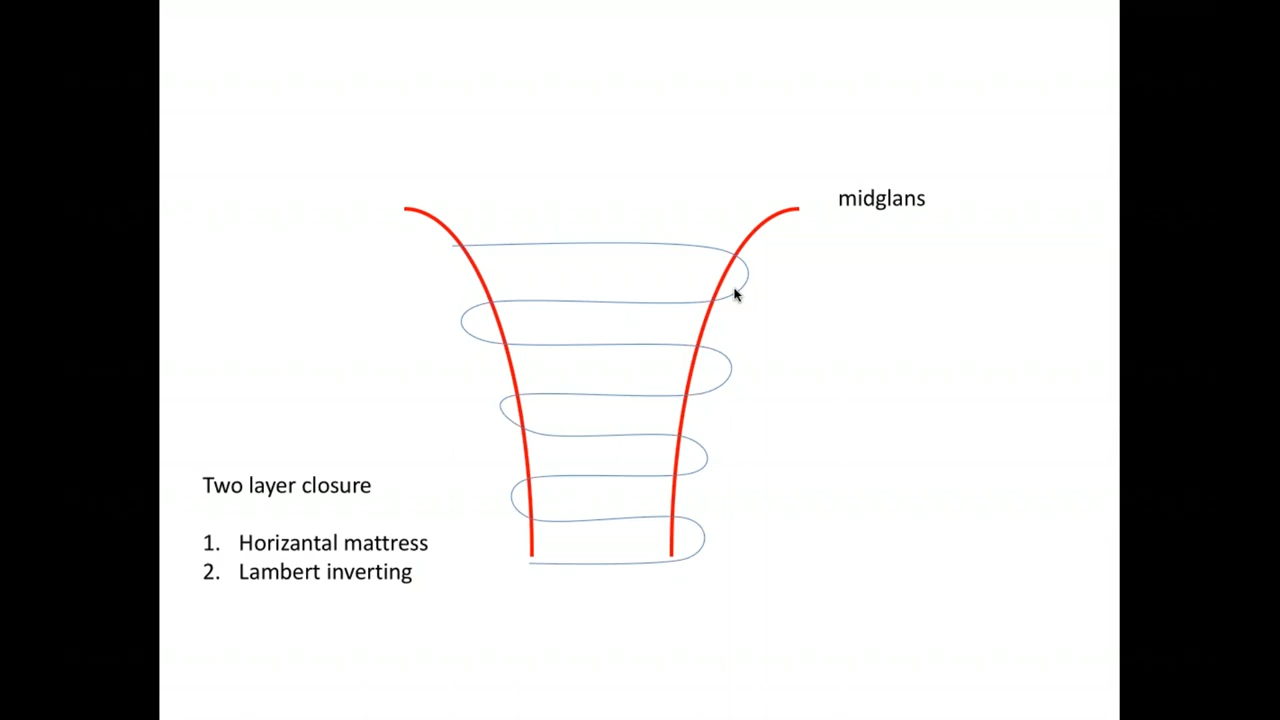 midglans
Two layer closure
1. Horizantal mattress
2. Lambert inverting